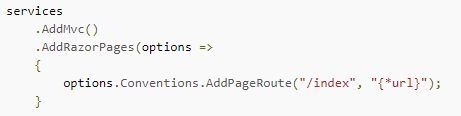 services
    .AddMvc()
    .AddRazorPages(options =>
    {
        options.Conventions.AddPageRoute("/index", "{*url}");
    }